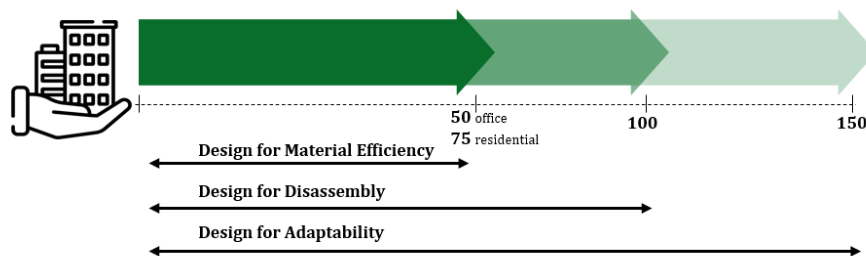 50 office
75 residential
100
150
Design for Material Efficiency
Design for Disassembly
Design for Adaptability